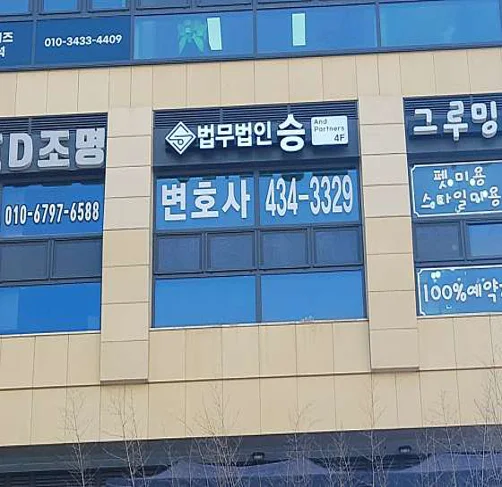 010-3433-4409
D조명
010-6797-6588
법무법인 승 And Partners 4F
변호사 434-3329
그루밍
펫미용
스타일미용
100%예약